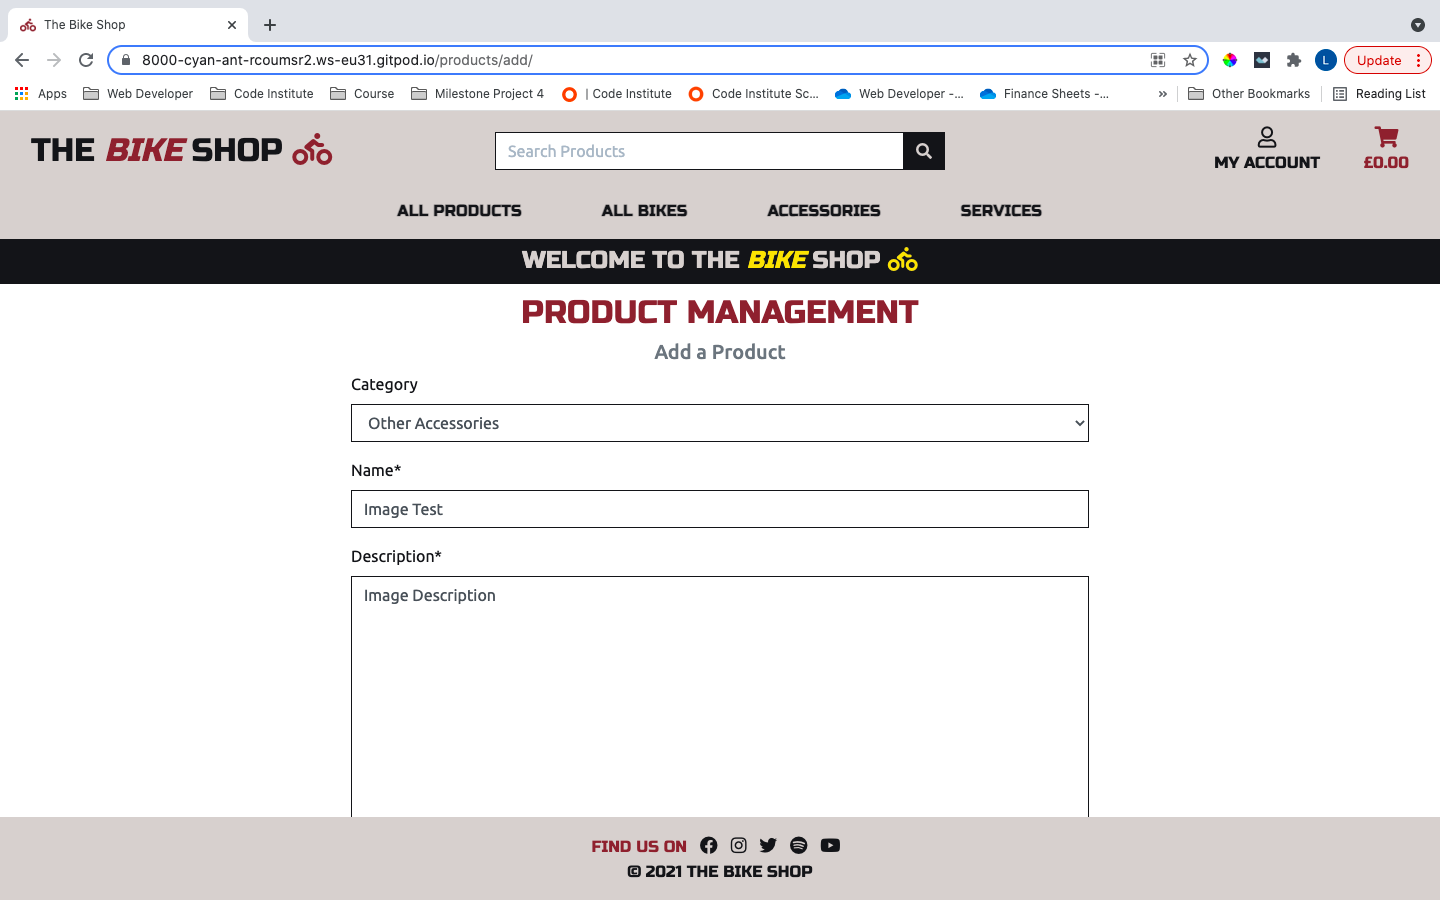 The Bike Shop
8000-cyan-ant-rcoumsr2.ws-eu31.gitpod.io/products/add/
L
Update
Apps
Web Developer
Code Institute
Course
Milestone Project 4
| Code Institute
Code Institute Sc...
Web Developer -...
Finance Sheets -...
»
Other Bookmarks
Reading List
THE BIKE SHOP
Search Products
MY ACCOUNT
£0.00
ALL PRODUCTS
ALL BIKES
ACCESSORIES
SERVICES
WELCOME TO THE BIKE SHOP
PRODUCT MANAGEMENT
Add a Product
Category
Other Accessories
Name*
Image Test
Description*
Image Description
FIND US ON
© 2021 THE BIKE SHOP